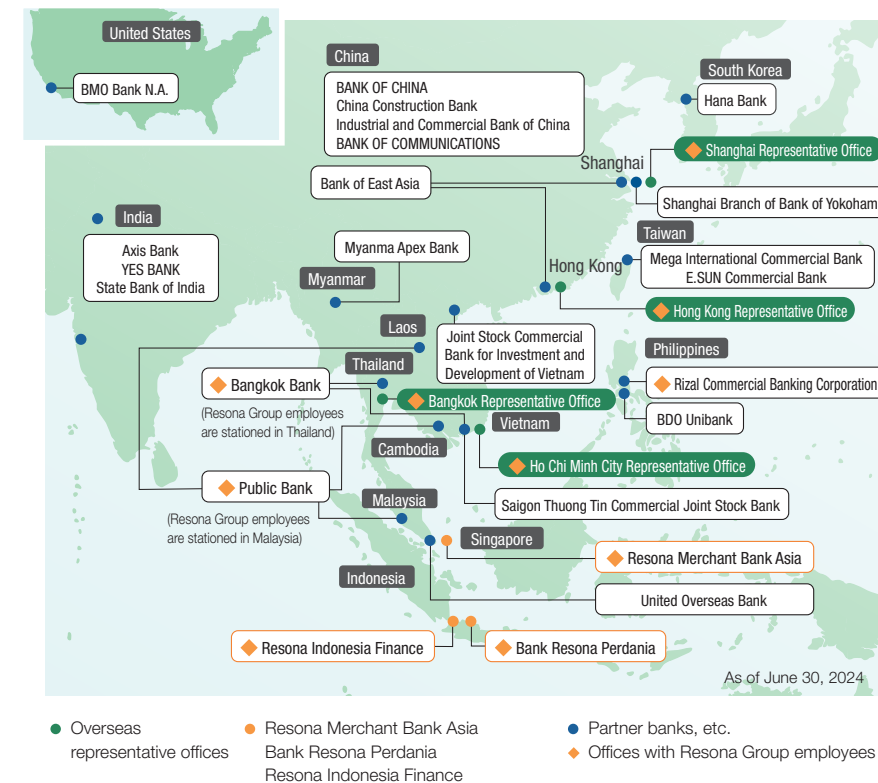 United States
BMO Bank N.A.
China
BANK OF CHINA
China Construction Bank
Industrial and Commercial Bank of China
BANK OF COMMUNICATIONS
South Korea
Hana Bank
Shanghai
Shanghai Representative Office
Bank of East Asia
Shanghai Branch of Bank of Yokoham
India
Axis Bank
YES BANK
State Bank of India
Myanma Apex Bank
Myanmar
Taiwan
Mega International Commercial Bank
E.SUN Commercial Bank
Hong Kong
Hong Kong Representative Office
Laos
Joint Stock Commercial
Bank for Investment and
Development of Vietnam
Philippines
Thailand
Bangkok Bank
(Resona Group employees
are stationed in Thailand)
Bangkok Representative Office
Rizal Commercial Banking Corporation
BDO Unibank
Vietnam
Cambodia
Ho Chi Minh City Representative Office
Public Bank
(Resona Group employees
are stationed in Malaysia)
Malaysia
Saigon Thuong Tin Commercial Joint Stock Bank
Singapore
Resona Merchant Bank Asia
Indonesia
United Overseas Bank
Resona Indonesia Finance
Bank Resona Perdania
As of June 30, 2024
Overseas
representative offices
Resona Merchant Bank Asia
Bank Resona Perdania
Resona Indonesia Finance
Partner banks, etc.
Offices with Resona Group employees